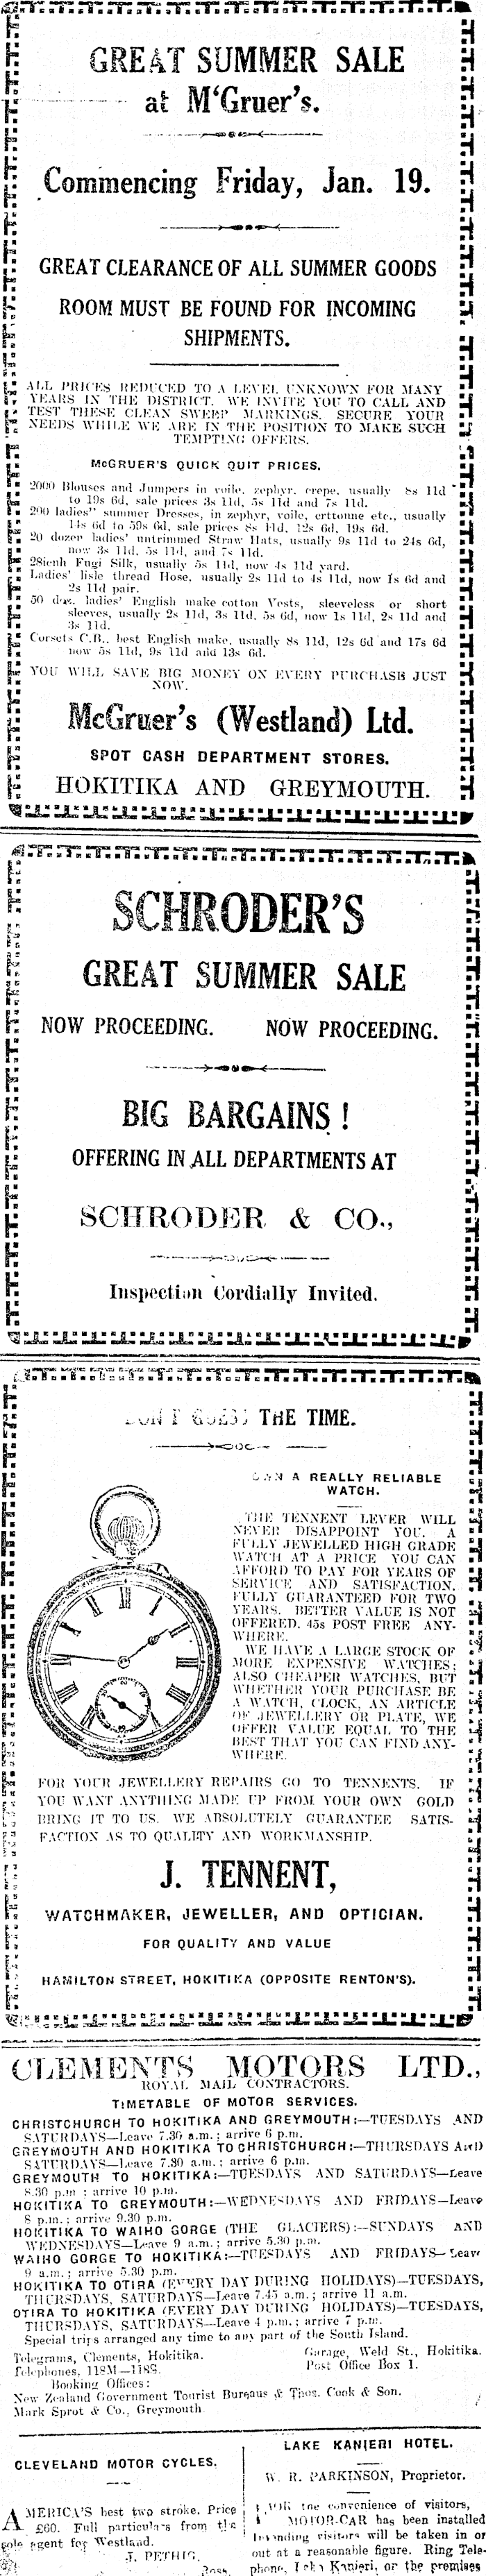 GREAT SUMMER SALE
at M'Gruer's.
Commencing Friday, Jan. 19.
GREAT CLEARANCE OF ALL SUMMER GOODS
ROOM MUST BE FOUND FOR INCOMING
SHIPMENTS.
ALL PRICES REDUCED TO A LEVEL UNKNOWN FOR MANY
YEARS IN THE DISTRICT. WE INVITE YOU TO CALL AND
TEST THESE CLEAN SWEEP MARKINGS. SECURE YOUR
NEEDS WHILE WE ARE IN THE POSITION TO MAKE SUCH
TEMPTING OFFERS.
McGRUER'S QUICK QUIT PRICES.
2000 Blouses and Jumpers in voile, zephyr, crepe, usually 8s 11d
to 19s 6d, sale prices 3s 11d, 5s 11d and 7s 11d.
200 ladies" summer Dresses, in zephyr, voile, crttonne etc., usually
14s 6d to 59s 6d, sale prices 8s 11d, 12s 6d, 19s 6d.
20 dozer ladies' untrimmed Straw Hats, usually 9s 11d to 24s 6d,
now 3s 11d, 5s 11d, and 7s 11d.
28ienh Fugi Silk, usually 5s 11d, now 4s 11d yard.
Ladies' lisle thread Hose, usually 2s 11d to 4s 11d, now 1s 6d and
2s 11d pair.
50 doz. ladies' English make cotton Vests, sleeveless or short
sleeves, usually 2s 11d, 3s 11d, 5s 6d, now 1s 11d, 2s 11d and
3s 11d.
Corsets C.B., best English make, usually 8s 11d, 12s 6d and 17s 6d
now 5s 11d, 9s 11d and 13s 6d.
YOU WILL SAVE BIG MONEY ON EVERY PURCHASE JUST
NOW.
McGruer's (Westland) Ltd.
SPOT CASH DEPARTMENT STORES.
HOKITIKA AND GREYMOUTH.
SCHRODER'S
GREAT SUMMER SALE
NOW PROCEEDING. NOW PROCEEDING.
BIG BARGAINS!
OFFERING IN ALL DEPARTMENTS AT
SCHRODER & CO.,
Inspection Cordially Invited.
DON'T GUESS THE TIME.
A REALLY RELIABLE
WATCH.
THE TENNENT LEVER WILL
NEVER DISAPPOINT YOU. A
FULLY JEWELLED HIGH GRADE
WATCH AT A PRICE YOU CAN
AFFORD TO PAY FOR YEARS OF
SERVICE AND SATISFACTION.
FULLY GUARANTEED FOR TWO
YEARS. BETTER VALUE IS NOT
OFFERED. 45s POST FREE ANY-
WHERE.
WE HAVE A LARGE STOCK OF
MORE EXPENSIVE WATCHES;
ALSO CHEAPER WATCHES, BUT
WHETHER YOUR PURCHASE BE
A WATCH, CLOCK, AN ARTICLE
OF JEWELLERY OR PLATE, WE
OFFER VALUE EQUAL TO THE
BEST THAT YOU CAN FIND ANY-
WHERE.
FOR YOUR JEWELLERY REPAIRS GO TO TENNENTS. IF
YOU WANT ANYTHING MADE UP FROM YOUR OWN GOLD
BRING IT TO US. WE ABSOLUTELY GUARANTEE SATIS-
FACTION AS TO QUALITY AND WORKMANSHIP.
J. TENNENT,
WATCHMAKER, JEWELLER, AND OPTICIAN.
FOR QUALITY AND VALUE
HAMILTON STREET, HOKITIKA (OPPOSITE RENTON'S).
CLEMENTS MOTORS LTD.,
ROYAL MAIL CONTRACTORS.
TIMETABLE OF MOTOR SERVICES.
CHRISTCHURCH TO HOKITIKA AND GREYMOUTH:—TUESDAYS AND
SATURDAYS—Leave 7.30 a.m.; arrive 6 p.m.
GREYMOUTH AND HOKITIKA TO CHRISTCHURCH:—THURSDAYS AND
SATURDAYS—Leave 7.30 a.m.; arrive 6 p.m.
GREYMOUTH TO HOKITIKA:—TUESDAYS AND SATURDAYS—Leave
8.30 p.m ; arrive 10 p.m.
HOKITIKA TO GREYMOUTH:—WEDNESDAYS AND FRIDAYS—Leave
8 p.m.; arrive 9.30 p.m.
HOKITIKA TO WAIHO GORGE (THE GLACIERS):—SUNDAYS AND
WEDNESDAYS—Leave 9 a.m.; arrive 5.30 p.m.
WAIHO GORGE TO HOKITIKA:—TUESDAYS AND FRIDAYS—Leave
9 a.m.; arrive 5.30 p.m.
HOKITIKA TO OTIRA (EVERY DAY DURING HOLIDAYS)—TUESDAYS,
THURSDAYS, SATURDAYS—Leave 7.45 a.m.; arrive 11 a.m.
OTIRA TO HOKITIKA (EVERY DAY DURING HOLIDAYS)—TUESDAYS,
THURSDAYS, SATURDAYS—Leave 4 p.m.; arrive 7 p.m.
Special trips arranged any time to any part of the South Island.
Telegrams, Clements, Hokitika. Garage, Weld St., Hokitika.
Telephones, 118M—118S. Post Office Box 1.
Booking Offices:
New Zealand Government Tourist Bureaus & Thos. Cook & Son.
Mark Sprot & Co., Greymouth
CLEVELAND MOTOR CYCLES.
AMERICA'S best two stroke. Price
£60. Full particulars from the
sole agent for Westland.
J. PETHIG,
Ross.
LAKE KANIERI HOTEL.
W. R. PARKINSON, Proprietor.
FOR the convenience of visitors,
MOTOR-CAR has been installed
Intending visitors will be taken in or
out at a reasonable figure. Ring Tele-
phone, Lake Kanieri, or the premises